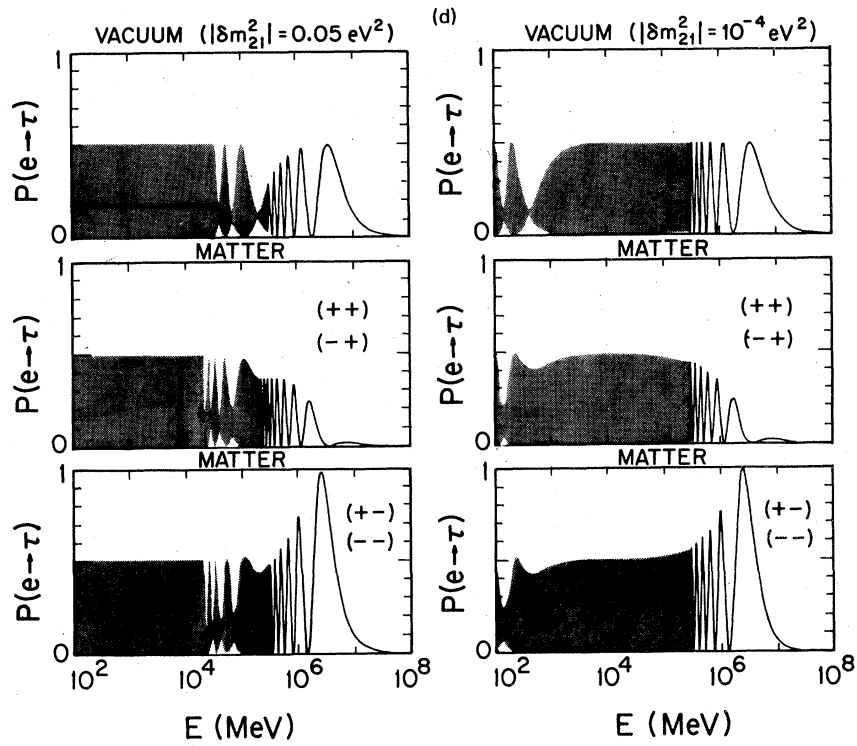 (d)
VACUUM (|δm²₂₁| = 0.05 eV²)
VACUUM (|δm²₂₁| = 10⁻⁴ eV²)
P(e→τ)
1
0
P(e→τ)
1
0
MATTER
MATTER
P(e→τ)
1
0
(++)
(-+)
P(e→τ)
1
0
(++)
(-+)
MATTER
MATTER
P(e→τ)
1
0
(+-)
(--)
P(e→τ)
1
0
(+-)
(--)
10² 10⁴ 10⁶ 10⁸
10² 10⁴ 10⁶ 10⁸
E (MeV)
E (MeV)